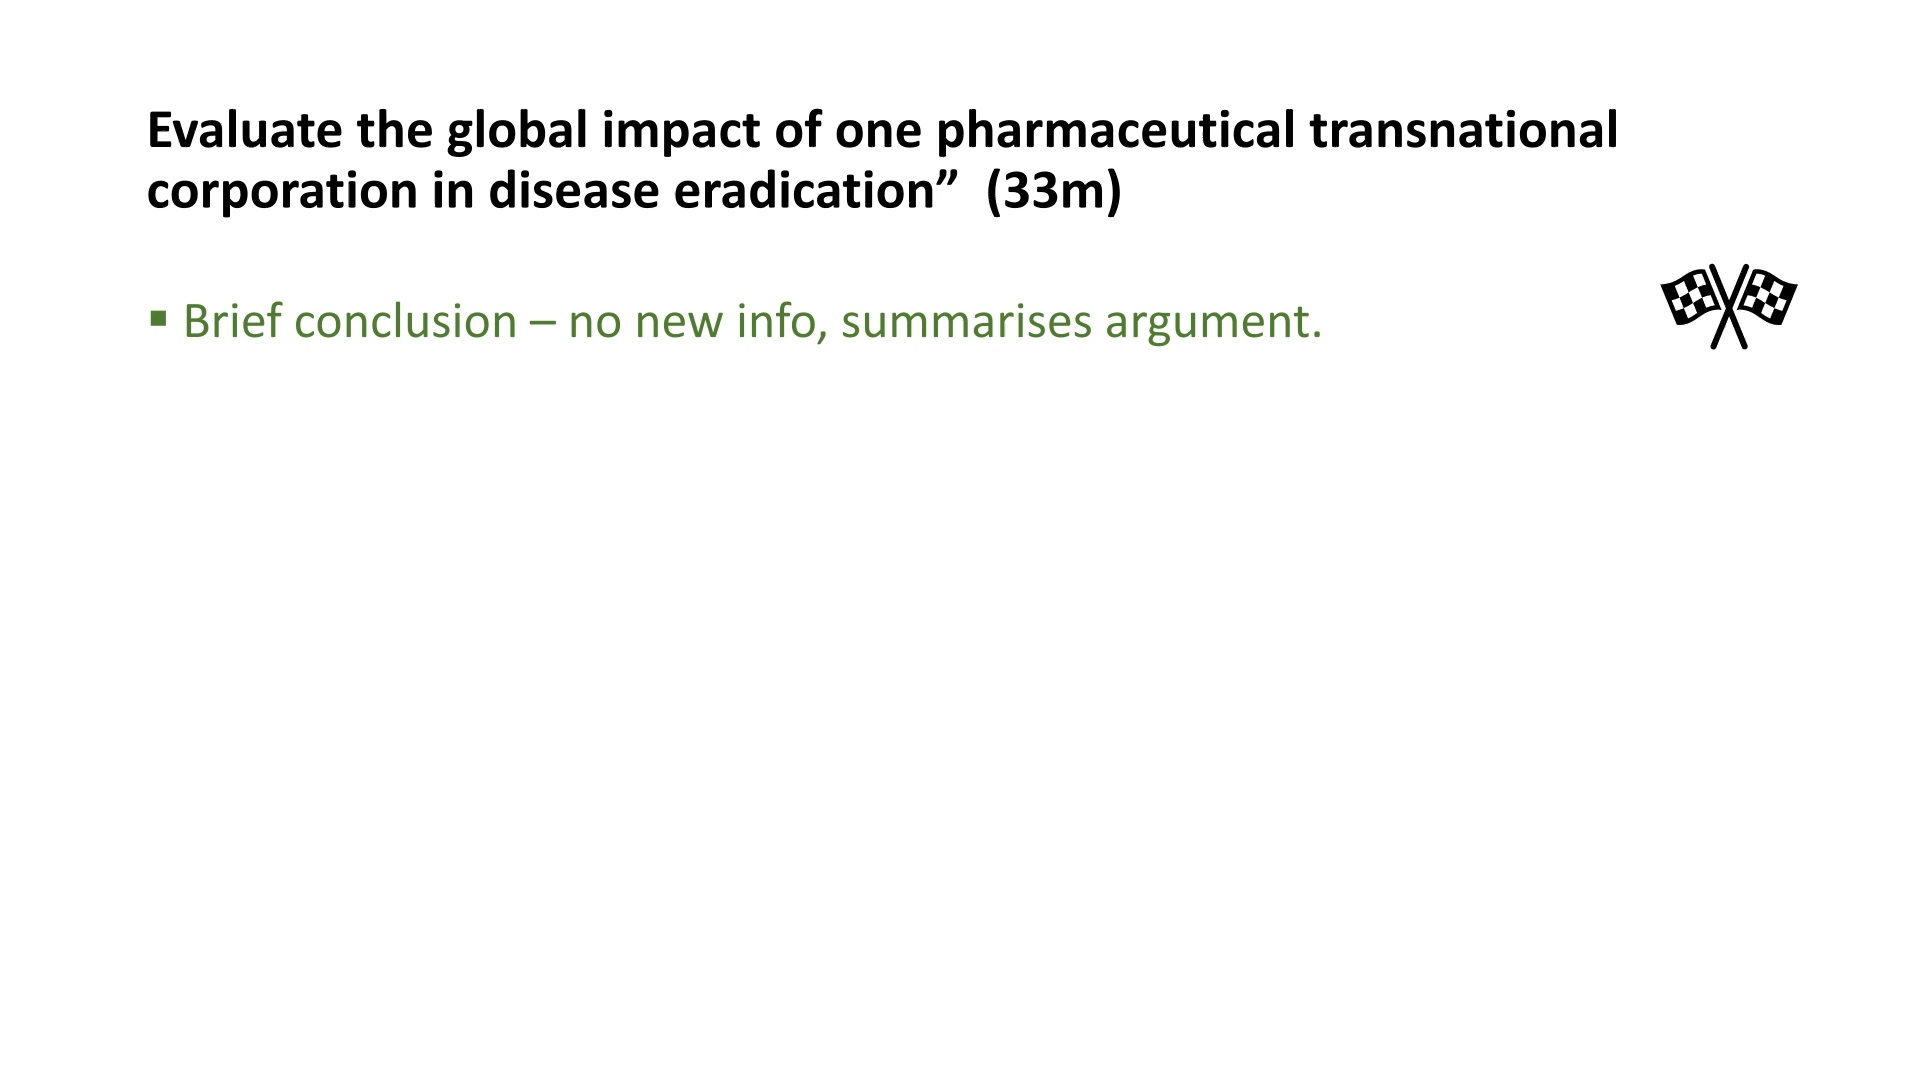 Evaluate the global impact of one pharmaceutical transnational
corporation in disease eradication”  (33m)
▪ Brief conclusion – no new info, summarises argument.